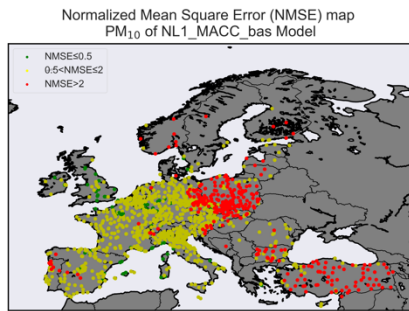 Normalized Mean Square Error (NMSE) map
PM₁₀ of NL1_MACC_bas Model
NMSE≤0.5
0.5<NMSE≤2
NMSE>2